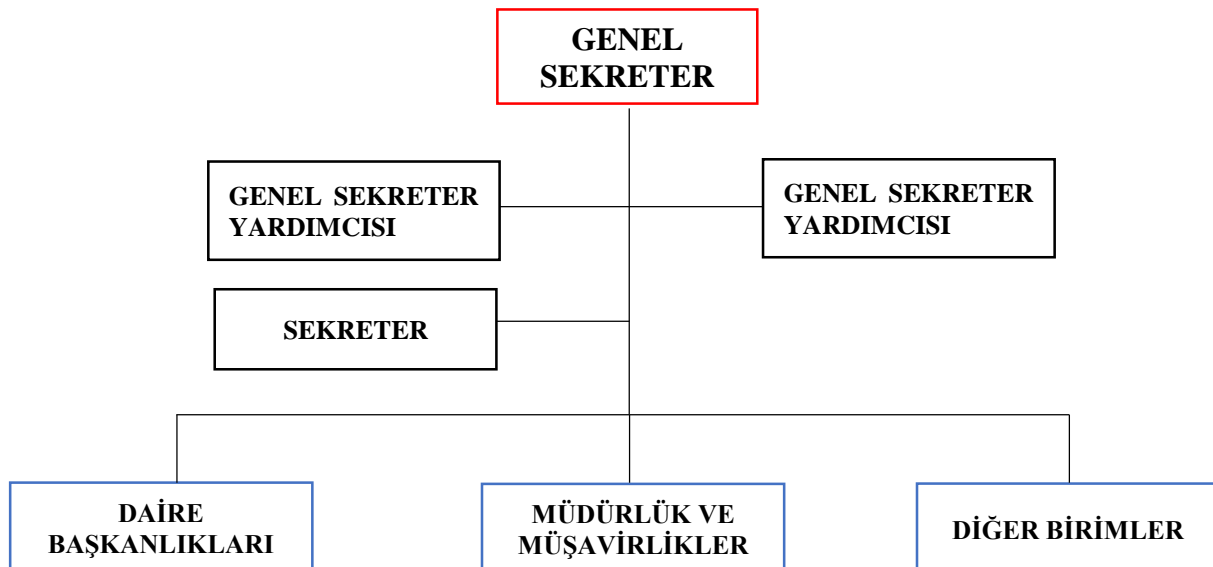 GENEL
SEKRETER
GENEL SEKRETER
YARDIMCISI
GENEL SEKRETER
YARDIMCISI
SEKRETER
DAİRE
BAŞKANLIKLARI
MÜDÜRLÜK VE
MÜŞAVİRLİKLER
DİĞER BİRİMLER